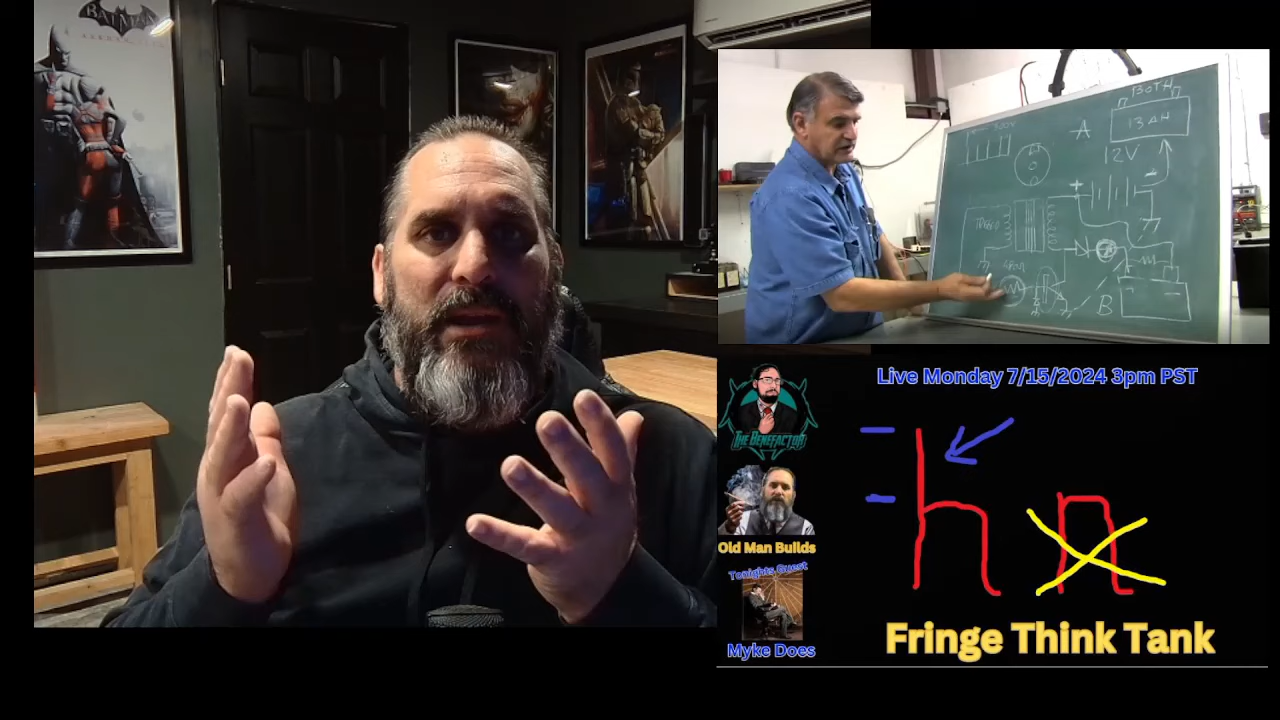 BATMAN
BOTH
A
13 AH
12V
+
-
B
Live Monday 7/15/2024 3pm PST
THE BENEFACTOR
h n
Old Man Builds
Tonights Guest
Myke Does
Fringe Think Tank